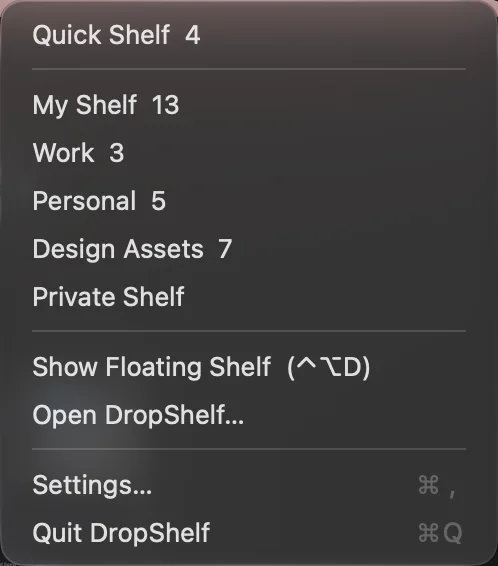 Quick Shelf 4
My Shelf 13
Work 3
Personal 5
Design Assets 7
Private Shelf
Show Floating Shelf (^⌥D)
Open DropShelf...
Settings... ⌘ ,
Quit DropShelf ⌘Q